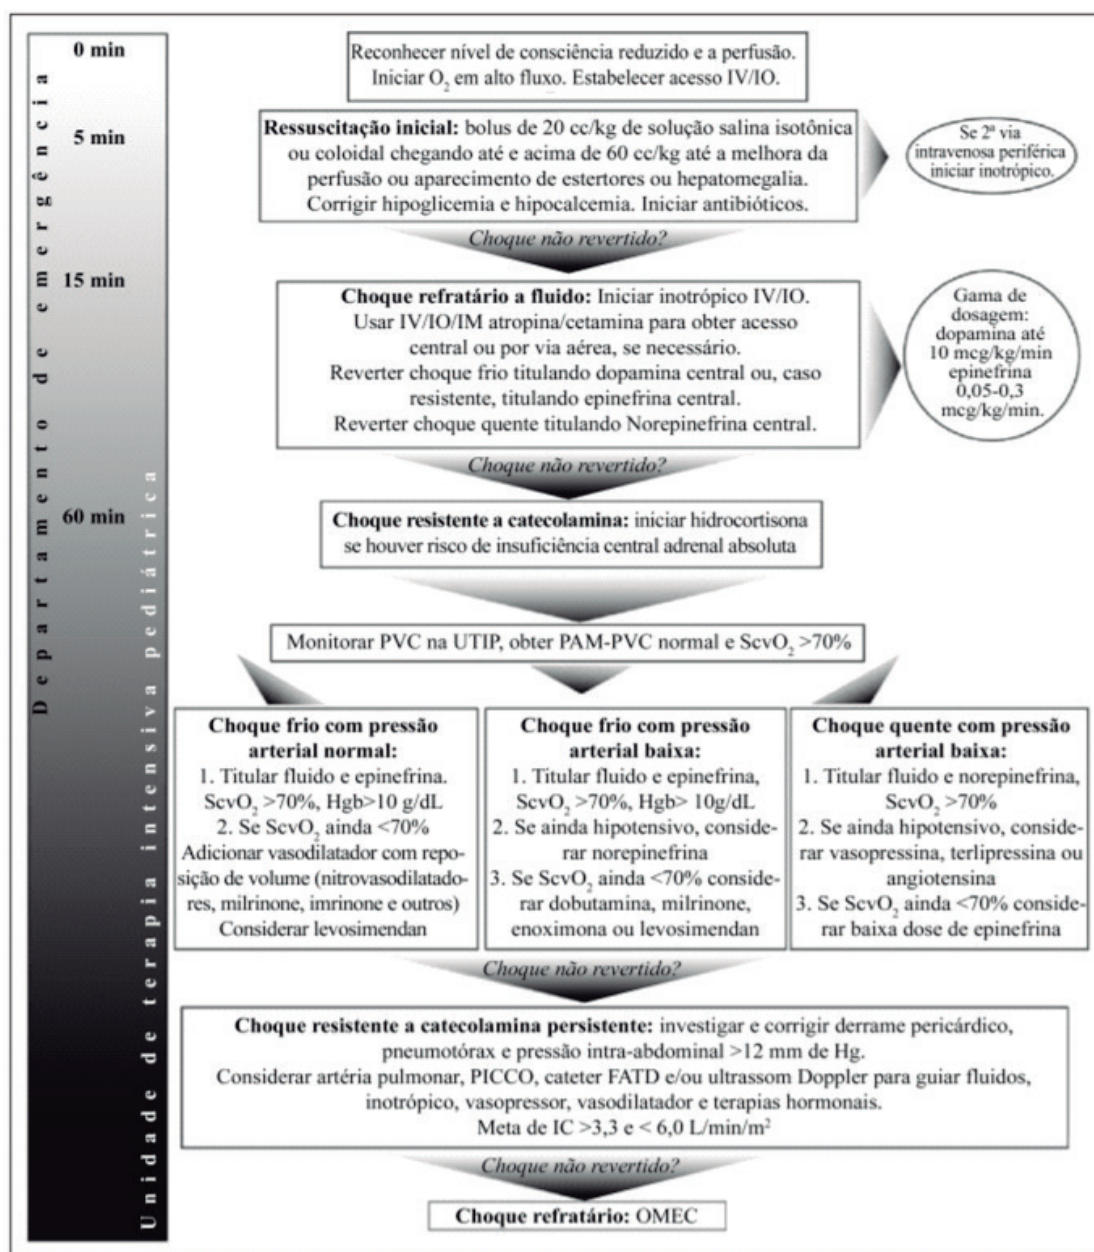 0 min
Reconhecer nível de consciência reduzido e a perfusão.
Iniciar O₂ em alto fluxo. Estabelecer acesso IV/IO.
5 min
Ressuscitação inicial: bolus de 20 cc/kg de solução salina isotônica
ou coloidal chegando até e acima de 60 cc/kg até a melhora da
perfusão ou aparecimento de estertores ou hepatomegalia.
Corrigir hipoglicemia e hipocalcemia. Iniciar antibióticos.
Se 2ª via
intravenosa periférica
iniciar inotrópico.
Choque não revertido?
15 min
Choque refratário a fluido: Iniciar inotrópico IV/IO.
Usar IV/IO/IM atropina/cetamina para obter acesso
central ou por via aérea, se necessário.
Reverter choque frio titulando dopamina central ou, caso
resistente, titulando epinefrina central.
Reverter choque quente titulando Norepinefrina central.
Gama de
dosagem:
dopamina até
10 mcg/kg/min
epinefrina
0,05-0,3
mcg/kg/min.
Choque não revertido?
60 min
Choque resistente a catecolamina: iniciar hidrocortisona
se houver risco de insuficiência central adrenal absoluta
Monitorar PVC na UTIP, obter PAM-PVC normal e ScvO₂ >70%
Choque frio com pressão
arterial normal:
1. Titular fluido e epinefrina.
ScvO₂ >70%, Hgb>10 g/dL
2. Se ScvO₂ ainda <70%
Adicionar vasodilatador com repo-
sição de volume (nitrovasodilatado-
res, milrinone, imrinone e outros)
Considerar levosimendan
Choque frio com pressão
arterial baixa:
1. Titular fluido e epinefrina,
ScvO₂ >70%, Hgb> 10g/dL
2. Se ainda hipotensivo, conside-
rar norepinefrina
3. Se ScvO₂ ainda <70% conside-
rar dobutamina, milrinone,
enoximona ou levosimendan
Choque quente com pressão
arterial baixa:
1. Titular fluido e norepinefrina,
ScvO₂ >70%
2. Se ainda hipotensivo, conside-
rar vasopressina, terlipressina ou
angiotensina
3. Se ScvO₂ ainda <70% conside-
rar baixa dose de epinefrina
Choque não revertido?
Choque resistente a catecolamina persistente: investigar e corrigir derrame pericárdico,
pneumotórax e pressão intra-abdominal >12 mm de Hg.
Considerar artéria pulmonar, PICCO, cateter FATD e/ou ultrassom Doppler para guiar fluidos,
inotrópico, vasopressor, vasodilatador e terapias hormonais.
Meta de IC >3,3 e < 6,0 L/min/m²
Choque não revertido?
Choque refratário: OMEC
Departamento de emergência
Unidade de terapia intensiva pediátrica